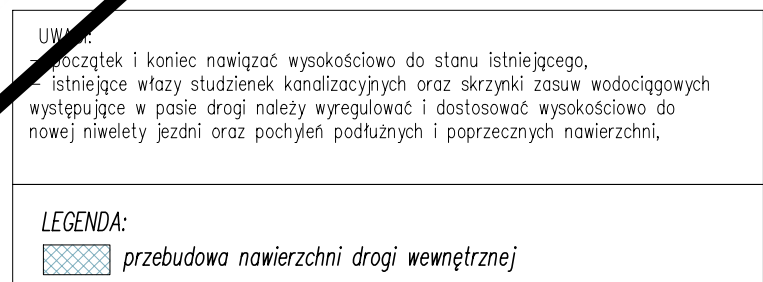 UWAGI:
- początek i koniec nawiązać wysokościowo do stanu istniejącego,
- istniejące włazy studzienek kanalizacyjnych oraz skrzynki zasuw wodociągowych
występujące w pasie drogi należy wyregulować i dostosować wysokościowo do
nowej niwelety jezdni oraz pochyleń podłużnych i poprzecznych nawierzchni,
LEGENDA:
przebudowa nawierzchni drogi wewnętrznej